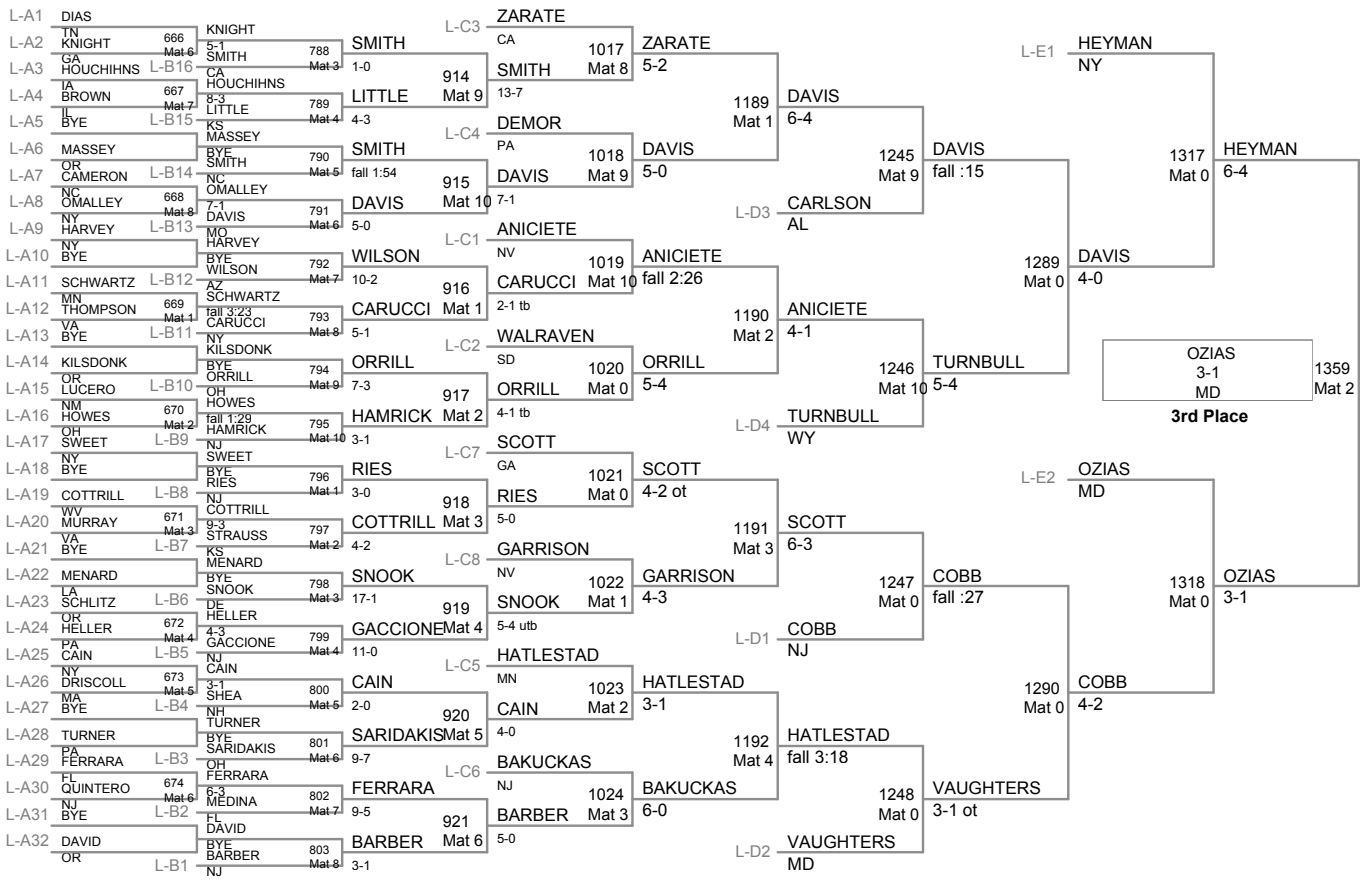 L-A1 DIAS
TN
L-A2 KNIGHT
GA
L-A3 HOUCHIHNS
IA
L-A4 BROWN
IL
L-A5 BYE
L-A6 MASSEY
OR
L-A7 CAMERON
NC
L-A8 OMALLEY
NY
L-A9 HARVEY
NY
L-A10 BYE
L-A11 SCHWARTZ
MN
L-A12 THOMPSON
VA
L-A13 BYE
L-A14 KILSDONK
OR
L-A15 LUCERO
NM
L-A16 HOWES
OH
L-A17 SWEET
NY
L-A18 BYE
L-A19 COTTRILL
WV
L-A20 MURRAY
VA
L-A21 BYE
L-A22 MENARD
LA
L-A23 SCHLITZ
OR
L-A24 HELLER
PA
L-A25 CAIN
NY
L-A26 DRISCOLL
MA
L-A27 BYE
L-A28 TURNER
PA
L-A29 FERRARA
FL
L-A30 QUINTERO
NJ
L-A31 BYE
L-A32 DAVID
OR
666
Mat 6
667
Mat 7
668
Mat 8
669
Mat 1
670
Mat 2
671
Mat 3
672
Mat 4
673
Mat 5
674
Mat 6
KNIGHT
5-1
L-B16 SMITH
CA
HOUCHIHNS
8-3
L-B15 LITTLE
KS
MASSEY
BYE
L-B14 SMITH
NC
OMALLEY
7-1
L-B13 DAVIS
MO
HARVEY
BYE
L-B12 WILSON
AZ
SCHWARTZ
fall 3:23
L-B11 CARUCCI
NY
KILSDONK
BYE
L-B10 ORRILL
OH
HOWES
fall 1:29
L-B9 HAMRICK
NJ
SWEET
BYE
L-B8 RIES
NJ
COTTRILL
9-3
L-B7 STRAUSS
KS
MENARD
BYE
L-B6 SNOOK
DE
HELLER
4-3
L-B5 GACCIONE
NJ
CAIN
3-1
L-B4 SHEA
NH
TURNER
BYE
L-B3 SARIDAKIS
OH
FERRARA
6-3
L-B2 MEDINA
FL
DAVID
BYE
L-B1 BARBER
NJ
788
Mat 3
789
Mat 4
790
Mat 5
791
Mat 6
792
Mat 7
793
Mat 8
794
Mat 9
795
Mat 10
796
Mat 1
797
Mat 2
798
Mat 3
799
Mat 4
800
Mat 5
801
Mat 6
802
Mat 7
803
Mat 8
SMITH
1-0
LITTLE
4-3
SMITH
fall 1:54
DAVIS
5-0
WILSON
10-2
CARUCCI
5-1
ORRILL
7-3
HAMRICK
3-1
RIES
3-0
COTTRILL
4-2
SNOOK
17-1
GACCIONE
11-0
CAIN
2-0
SARIDAKIS
9-7
FERRARA
9-5
BARBER
3-1
914
Mat 9
915
Mat 10
916
Mat 1
917
Mat 2
918
Mat 3
919
Mat 4
920
Mat 5
921
Mat 6
L-C3 ZARATE
CA
SMITH
13-7
L-C4 DEMOR
PA
DAVIS
7-1
L-C1 ANICIETE
NV
CARUCCI
2-1 tb
L-C2 WALRAVEN
SD
ORRILL
4-1 tb
L-C7 SCOTT
GA
RIES
5-0
L-C8 GARRISON
NV
SNOOK
5-4 utb
L-C5 HATLESTAD
MN
CAIN
4-0
L-C6 BAKUCKAS
NJ
BARBER
5-0
1017
Mat 8
1018
Mat 9
1019
Mat 10
1020
Mat 0
1021
Mat 0
1022
Mat 1
1023
Mat 2
1024
Mat 3
ZARATE
5-2
DAVIS
5-0
ANICIETE
fall 2:26
ORRILL
5-4
SCOTT
4-2 ot
GARRISON
4-3
HATLESTAD
3-1
BAKUCKAS
6-0
1189
Mat 1
1190
Mat 2
1191
Mat 3
1192
Mat 4
DAVIS
6-4
L-D3 CARLSON
AL
ANICIETE
4-1
L-D4 TURNBULL
WY
SCOTT
6-3
L-D1 COBB
NJ
HATLESTAD
fall 3:18
L-D2 VAUGHTERS
MD
1245
Mat 9
1246
Mat 10
1247
Mat 0
1248
Mat 0
DAVIS
fall :15
TURNBULL
5-4
COBB
fall :27
VAUGHTERS
3-1 ot
1289
Mat 0
1290
Mat 0
L-E1 HEYMAN
NY
DAVIS
4-0
L-E2 OZIAS
MD
COBB
4-2
1317
Mat 0
1318
Mat 0
HEYMAN
6-4
OZIAS
3-1
OZIAS
3-1
MD
3rd Place
1359
Mat 2